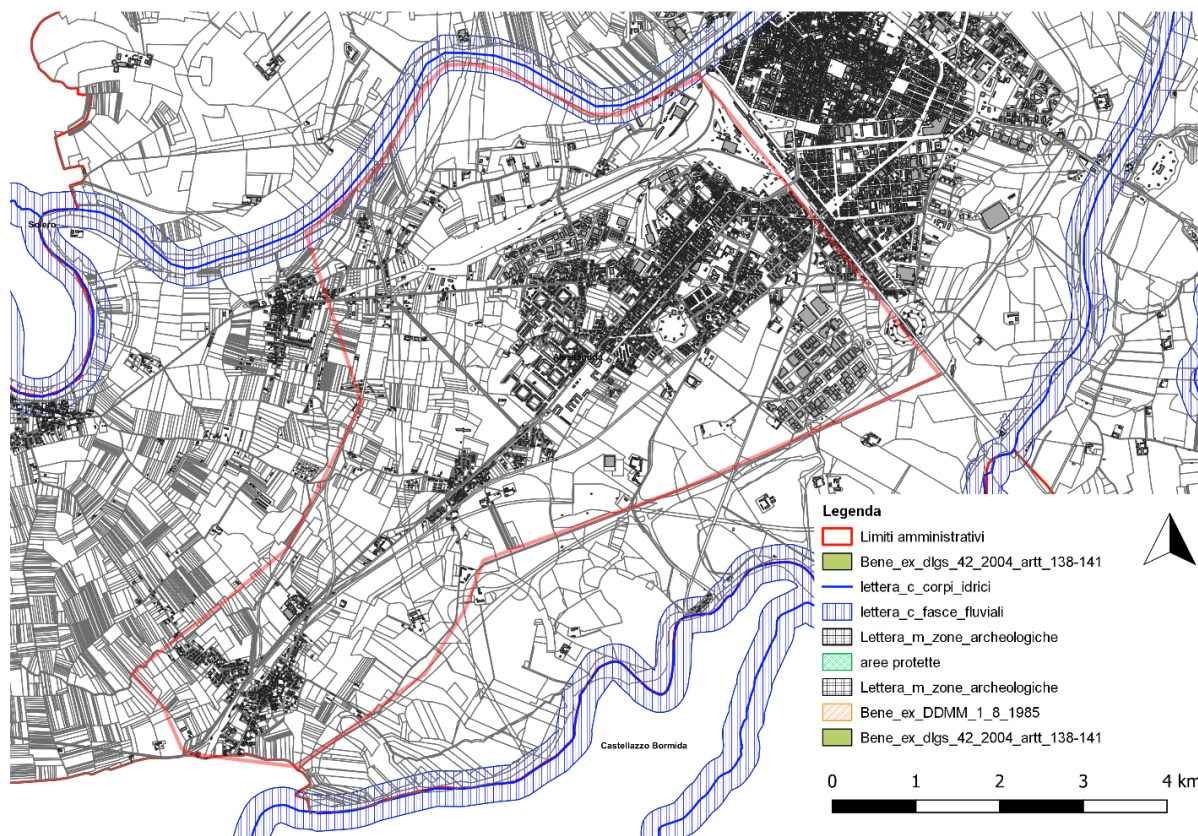 Solero
Alessandria
Castellazzo Bormida
Legenda
Limiti amministrativi
Bene_ex_dlgs_42_2004_artt_138-141
lettera_c_corpi_idrici
lettera_c_fasce_fluviali
Lettera_m_zone_archeologiche
aree protette
Lettera_m_zone_archeologiche
Bene_ex_DDMM_1_8_1985
Bene_ex_dlgs_42_2004_artt_138-141
0 1 2 3 4 km